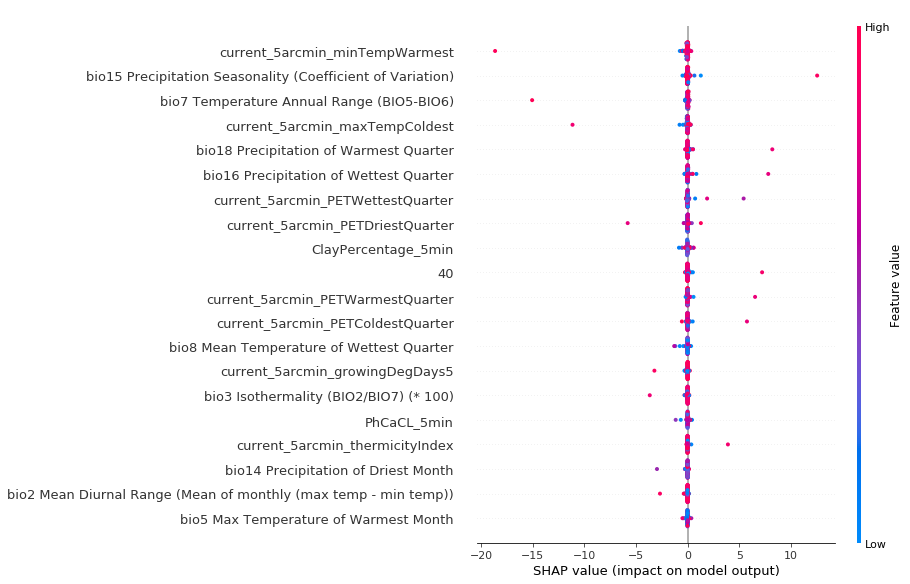 High
current_5arcmin_minTempWarmest
bio15 Precipitation Seasonality (Coefficient of Variation)
bio7 Temperature Annual Range (BIO5-BIO6)
current_5arcmin_maxTempColdest
bio18 Precipitation of Warmest Quarter
bio16 Precipitation of Wettest Quarter
current_5arcmin_PETWettestQuarter
current_5arcmin_PETDriestQuarter
ClayPercentage_5min
40
current_5arcmin_PETWarmestQuarter
current_5arcmin_PETColdestQuarter
bio8 Mean Temperature of Wettest Quarter
current_5arcmin_growingDegDays5
bio3 Isothermality (BIO2/BIO7) (* 100)
PhCaCL_5min
current_5arcmin_thermicityIndex
bio14 Precipitation of Driest Month
bio2 Mean Diurnal Range (Mean of monthly (max temp - min temp))
bio5 Max Temperature of Warmest Month
Feature value
Low
−20 −15 −10 −5 0 5 10
SHAP value (impact on model output)